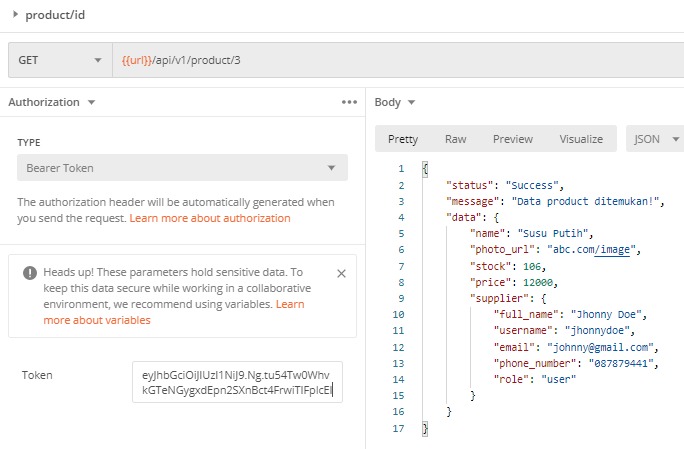 product/id
GET
{{url}}/api/v1/product/3
Authorization
TYPE
Bearer Token
The authorization header will be automatically generated when
you send the request. Learn more about authorization
Heads up! These parameters hold sensitive data. To
keep this data secure while working in a collaborative
environment, we recommend using variables. Learn
more about variables
Token
Body
Pretty Raw Preview Visualize JSON
1 {
2 "status": "Success",
3 "message": "Data product ditemukan!",
4 "data": {
5 "name": "Susu Putih",
6 "photo_url": "abc.com/image",
7 "stock": 106,
8 "price": 12000,
9 "supplier": {
10 "full_name": "Jhonny Doe",
11 "username": "jhonnydoe",
12 "email": "johnny@gmail.com",
13 "phone_number": "087879441",
14 "role": "user"
15 }
16 }
17 }